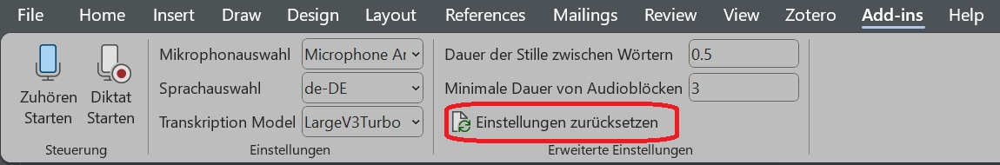 File Home Insert Draw Design Layout References Mailings Review View Zotero Add-ins Help
Zuhören Starten
Diktat Starten
Steuerung
Mikrophonauswahl Microphone Ar
Sprachauswahl de-DE
Transkription Model LargeV3Turbo
Einstellungen
Dauer der Stille zwischen Wörtern 0.5
Minimale Dauer von Audioblöcken 3
Einstellungen zurücksetzen
Erweiterte Einstellungen